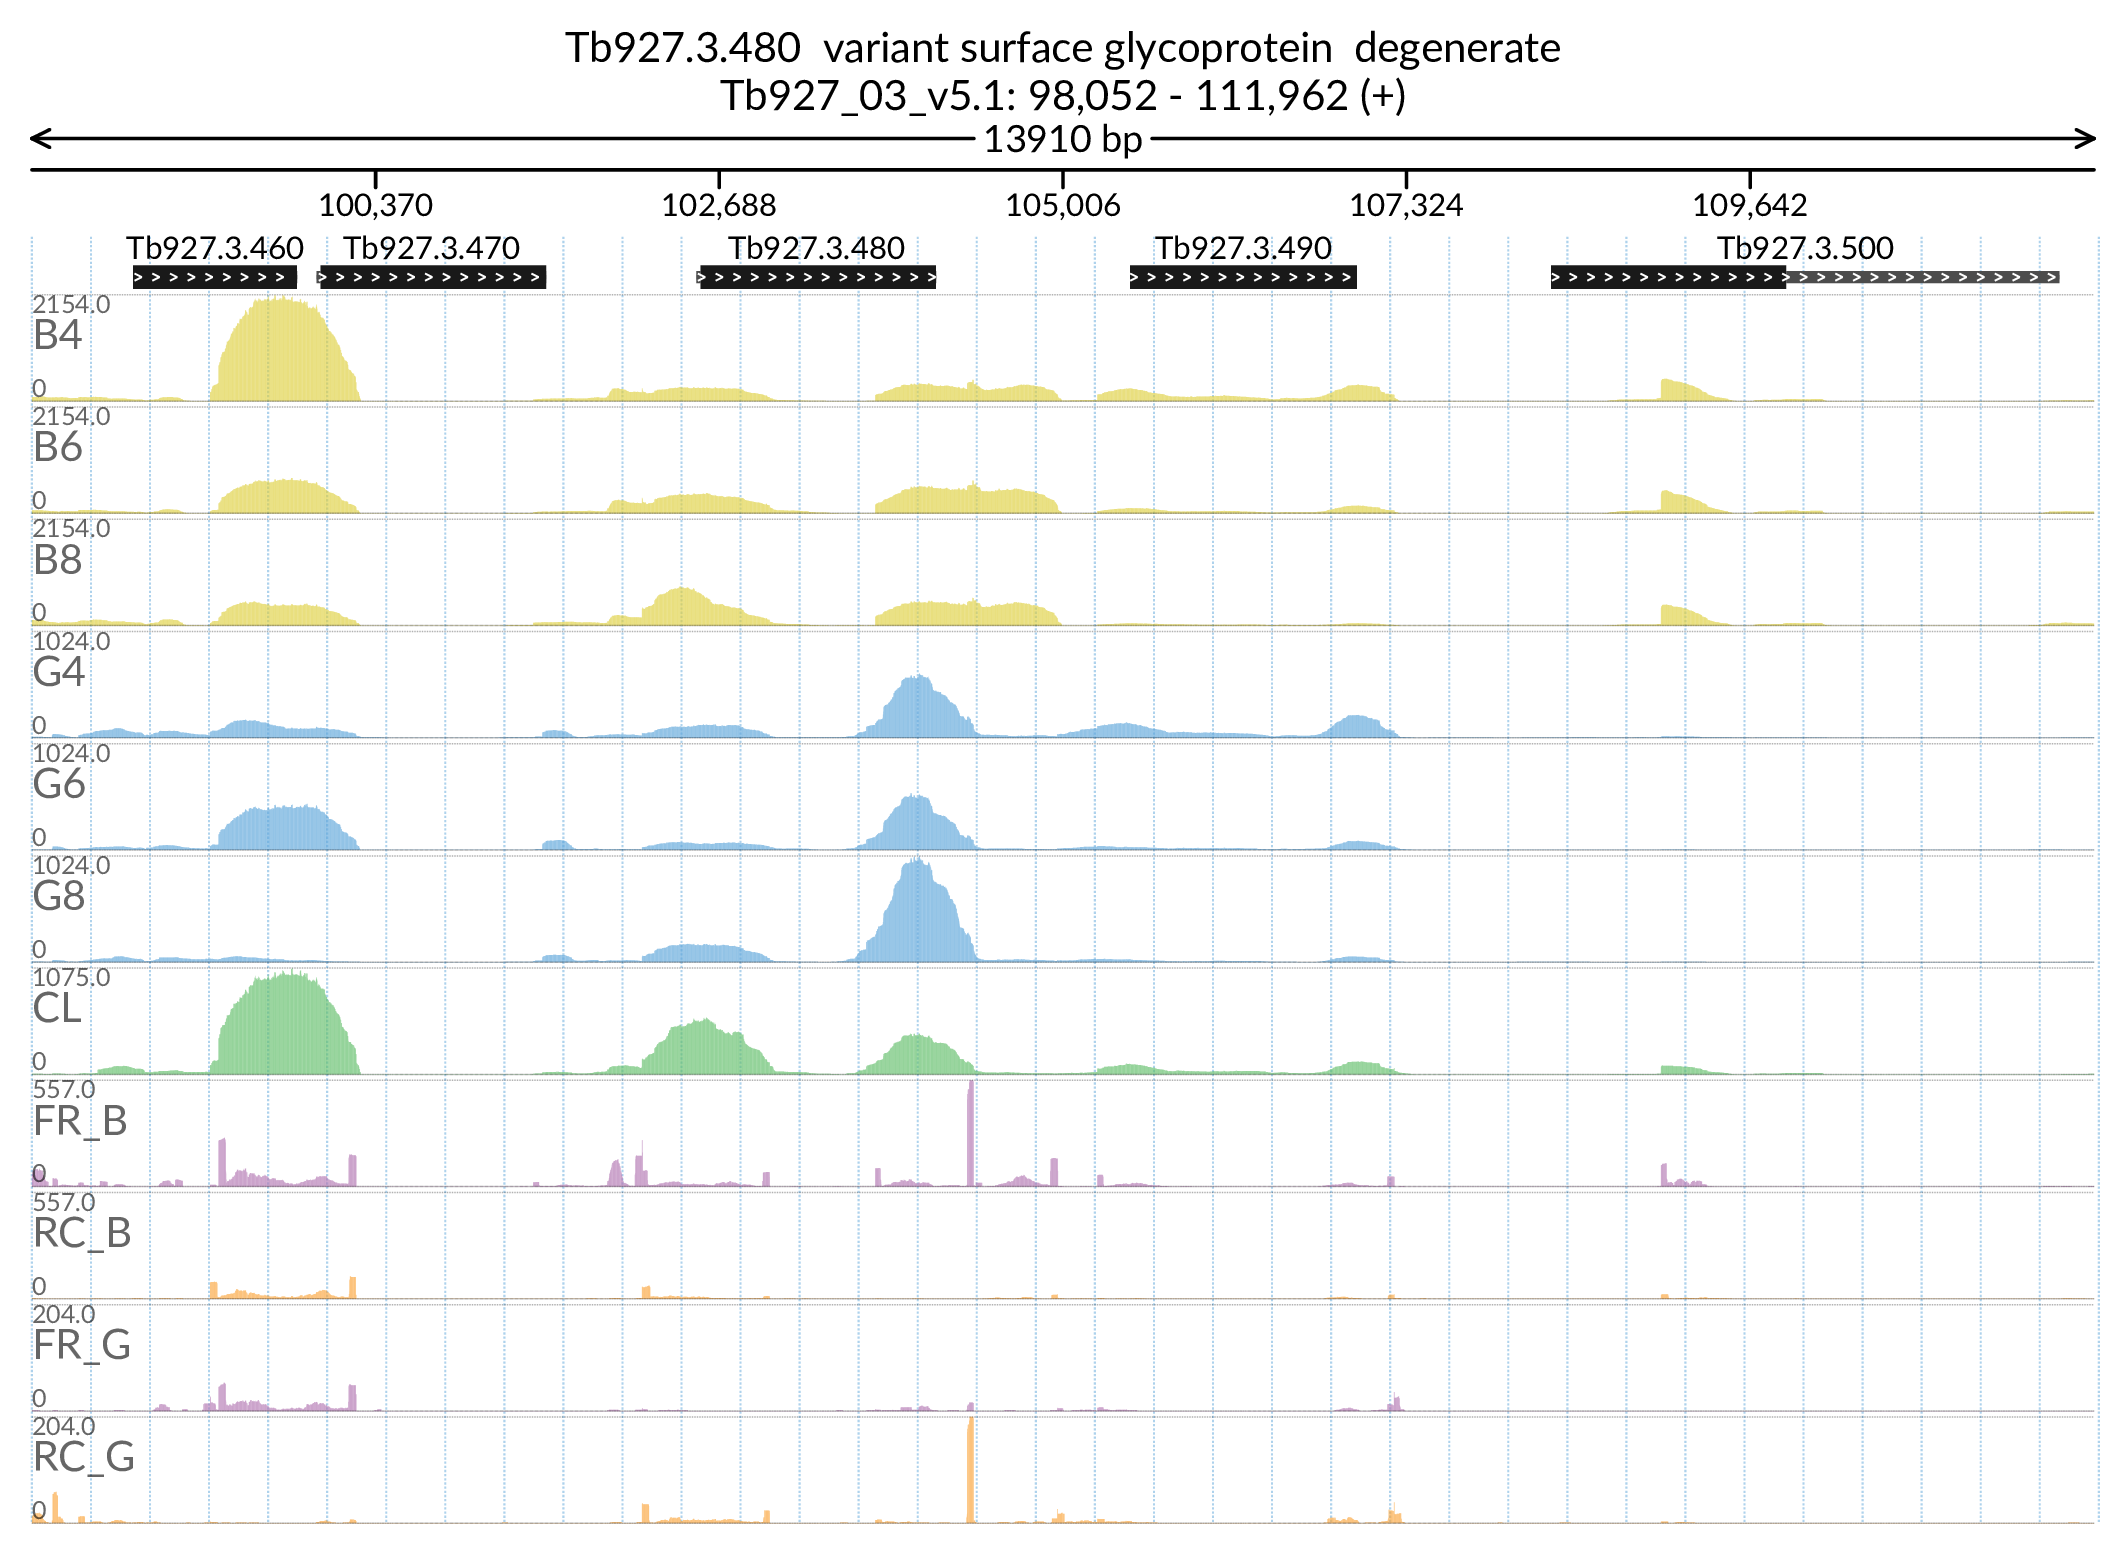 Tb927.3.480 variant surface glycoprotein degenerate
Tb927_03_v5.1: 98,052 - 111,962 (+)
13910 bp
100,370 102,688 105,006 107,324 109,642
Tb927.3.460 Tb927.3.470 Tb927.3.480 Tb927.3.490 Tb927.3.500
2154.0
B4
0
2154.0
B6
0
2154.0
B8
0
1024.0
G4
0
1024.0
G6
0
1024.0
G8
0
1075.0
CL
0
557.0
FR_B
0
557.0
RC_B
0
204.0
FR_G
0
204.0
RC_G
0